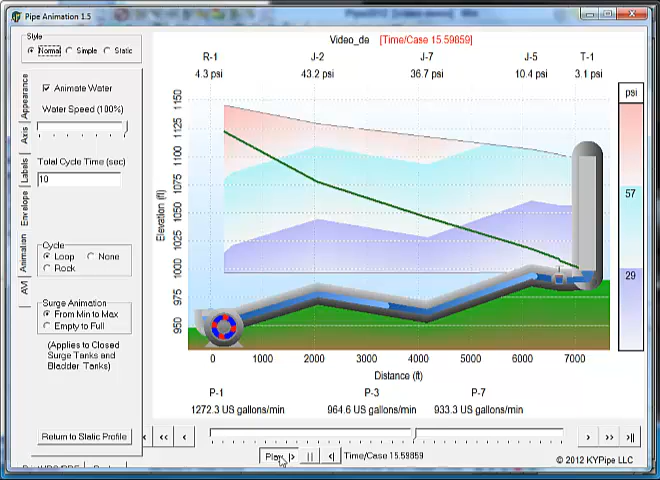 Pipe Animation 1.5
Style
Normal Simple Static
Appearance
Axis
Labels
Envelope
Animation
AVI
Animate Water
Water Speed (100%)
Total Cycle Time (sec)
10
Cycle
Loop None
Rock
Surge Animation
From Min to Max
Empty to Full
(Applies to Closed
Surge Tanks and
Bladder Tanks)
Return to Static Profile
Video_de [Time/Case 15.59859]
R-1 J-2 J-7 J-5 T-1
4.3 psi 43.2 psi 36.7 psi 10.4 psi 3.1 psi
psi
57
29
Elevation (ft)
1150
1125
1100
1075
1050
1025
1000
975
950
0 1000 2000 3000 4000 5000 6000 7000
Distance (ft)
P-1 P-3 P-7
1272.3 US gallons/min 964.6 US gallons/min 933.3 US gallons/min
‹ ‹‹ ‹ › ›› ›|
Play |> || <| Time/Case 15.59859
© 2012 KYPipe LLC